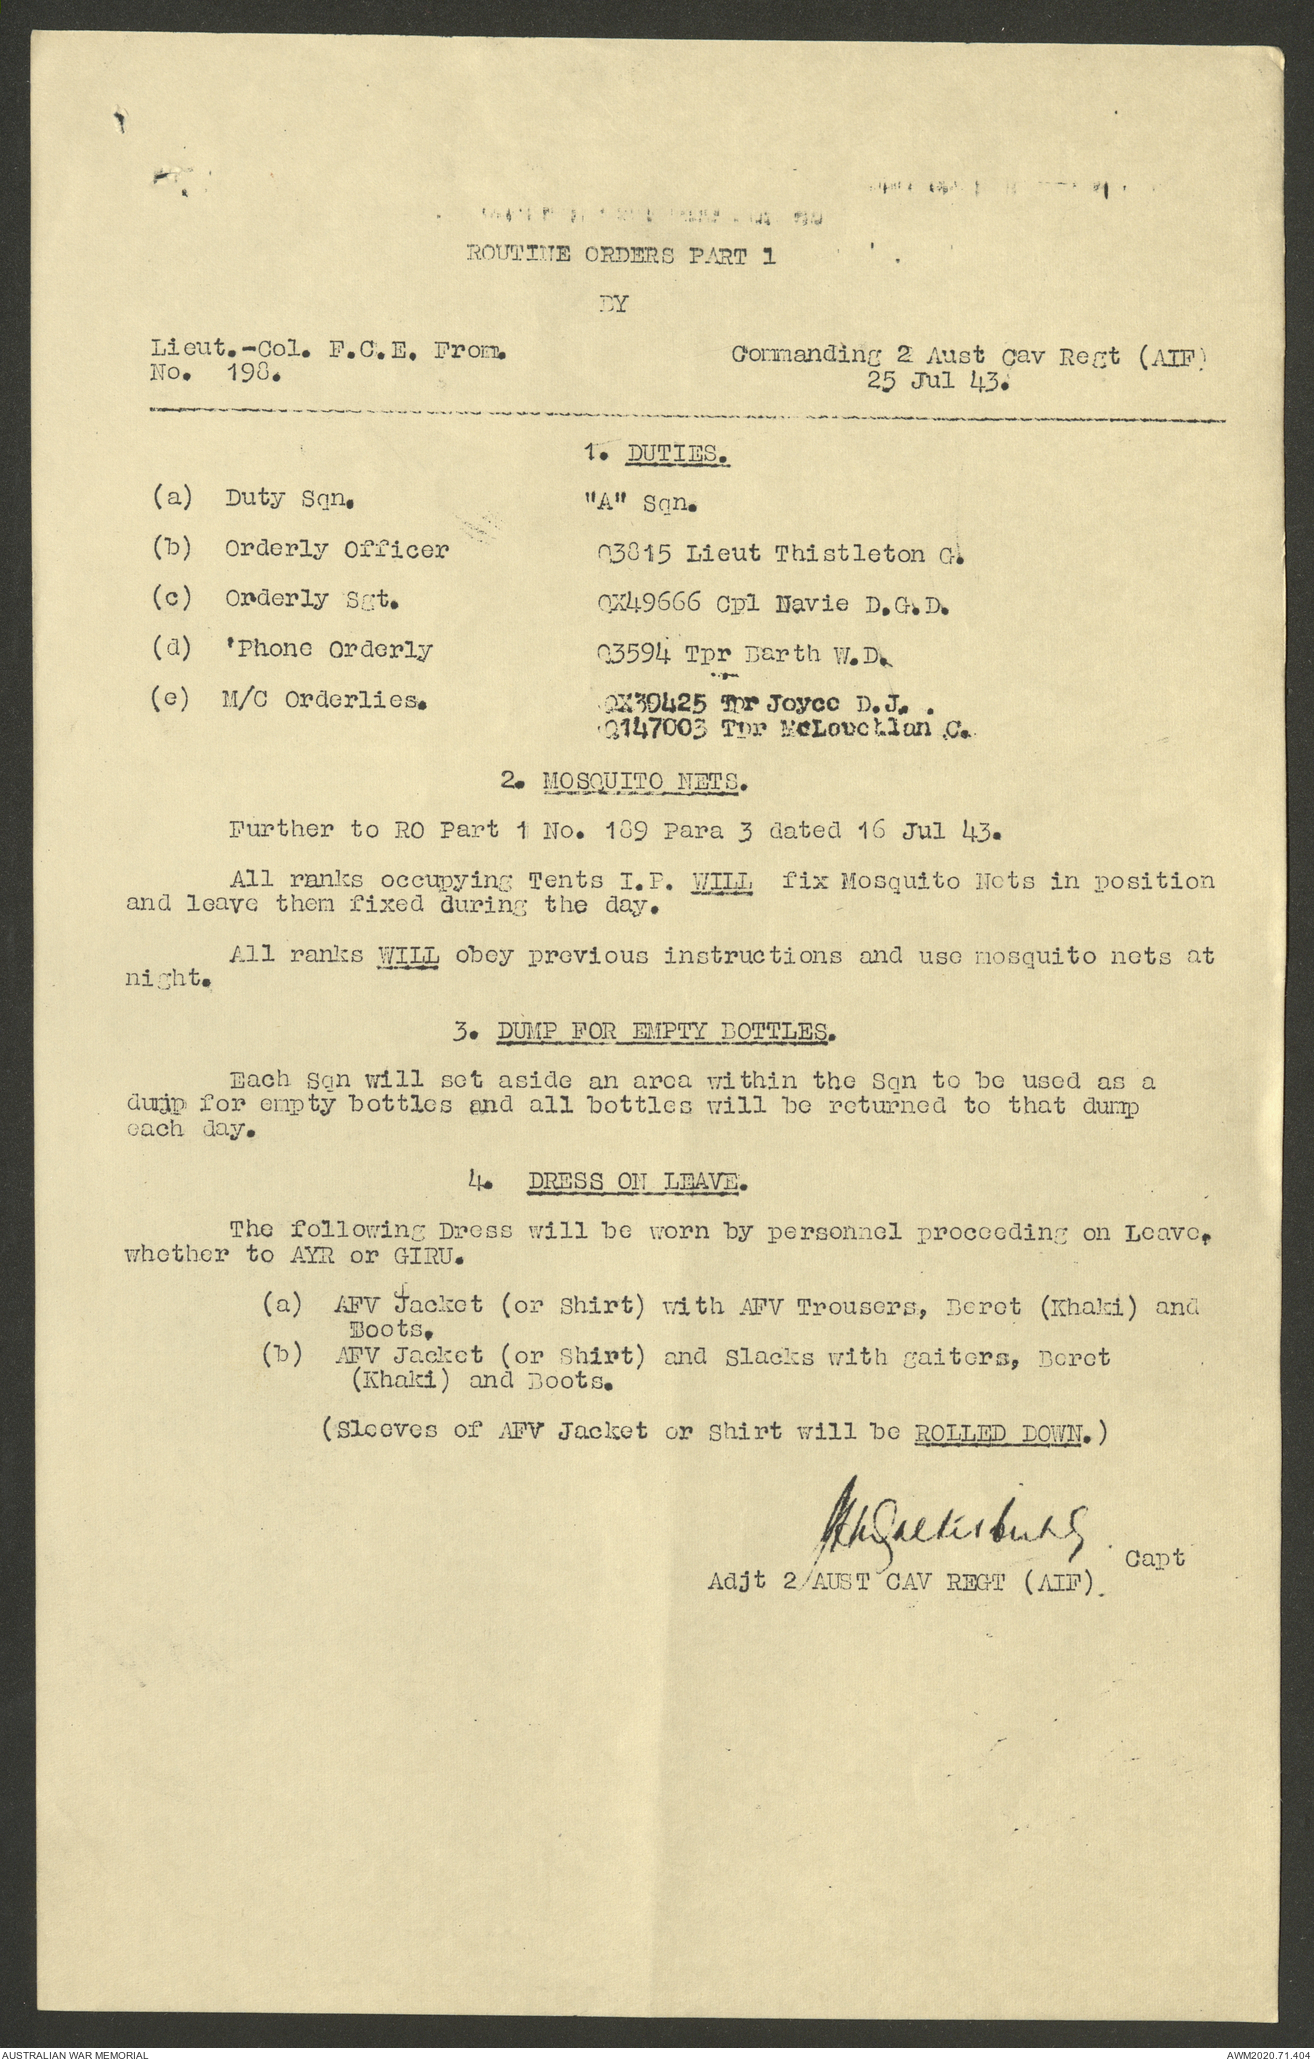 ROUTINE ORDERS PART 1
BY
Lieut.-Col. F.C.E. From.
No. 198.
Commanding 2 Aust Cav Regt (AIF)
25 Jul 43.
1. DUTIES.
(a) Duty Sqn. "A" Sqn.
(b) Orderly Officer Q3815 Lieut Thistleton G.
(c) Orderly Sgt. QX49666 Cpl Navie D.G.D.
(d) 'Phone Orderly Q3594 Tpr Barth W.D.
(e) M/C Orderlies. QX30425 Tpr Joyce D.J.
Q147003 Tpr McLouchlan C.
2. MOSQUITO NETS.
Further to RO Part 1 No. 189 Para 3 dated 16 Jul 43.
All ranks occupying Tents I.P. WILL fix Mosquito Nets in position
and leave them fixed during the day.
All ranks WILL obey previous instructions and use mosquito nets at
night.
3. DUMP FOR EMPTY BOTTLES.
Each Sqn will set aside an area within the Sqn to be used as a
dump for empty bottles and all bottles will be returned to that dump
each day.
4. DRESS ON LEAVE.
The following Dress will be worn by personnel proceeding on Leave,
whether to AYR or GIRU.
(a) AFV Jacket (or Shirt) with AFV Trousers, Beret (Khaki) and
Boots.
(b) AFV Jacket (or Shirt) and Slacks with gaiters, Beret
(Khaki) and Boots.
(Sleeves of AFV Jacket or Shirt will be ROLLED DOWN.)
Capt
Adjt 2 AUST CAV REGT (AIF).
AUSTRALIAN WAR MEMORIAL
AWM2020.71.404